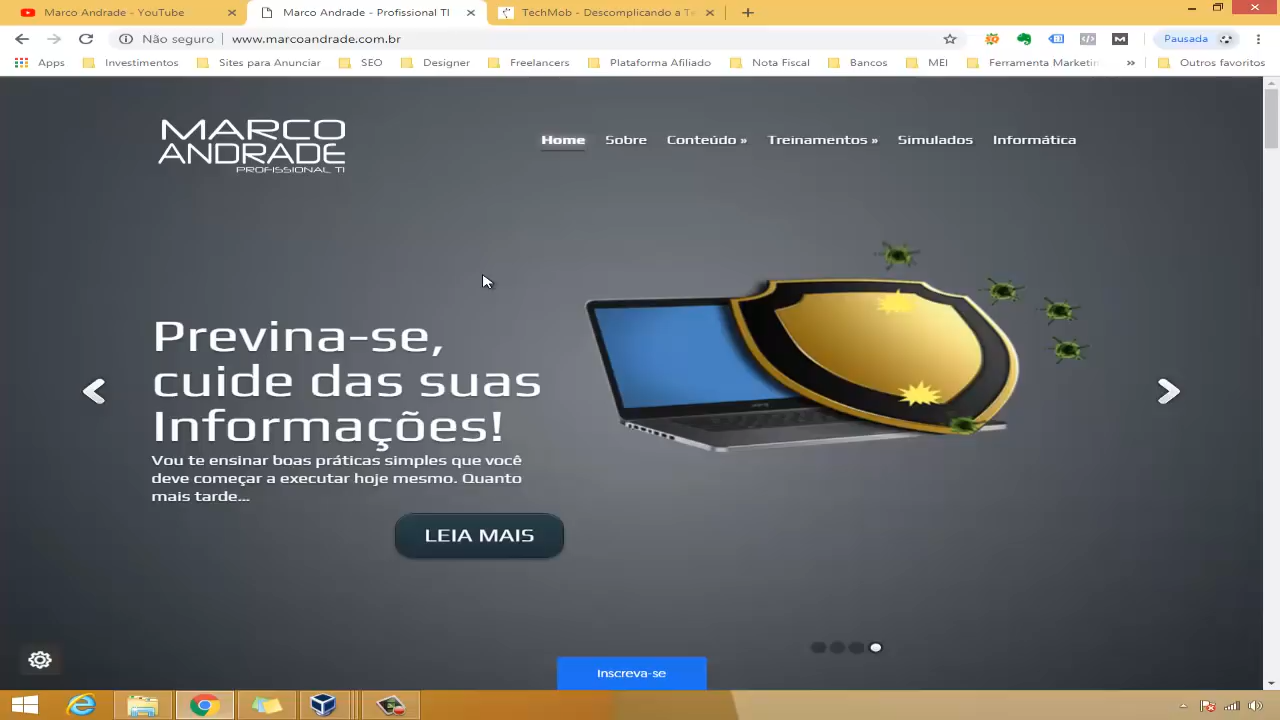 Marco Andrade - YouTube
Marco Andrade - Profissional TI
TechMob - Descomplicando a Te
Não seguro
www.marcoandrade.com.br
Pausada
Apps
Investimentos
Sites para Anunciar
SEO
Designer
Freelancers
Plataforma Afiliado
Nota Fiscal
Bancos
MEI
Ferramenta Marketin
»
Outros favoritos
MARCO
ANDRADE
PROFISSIONAL TI
Home
Sobre
Conteúdo »
Treinamentos »
Simulados
Informática
Previna-se,
cuide das suas
Informações!
Vou te ensinar boas práticas simples que você
deve começar a executar hoje mesmo. Quanto
mais tarde...
LEIA MAIS
Inscreva-se